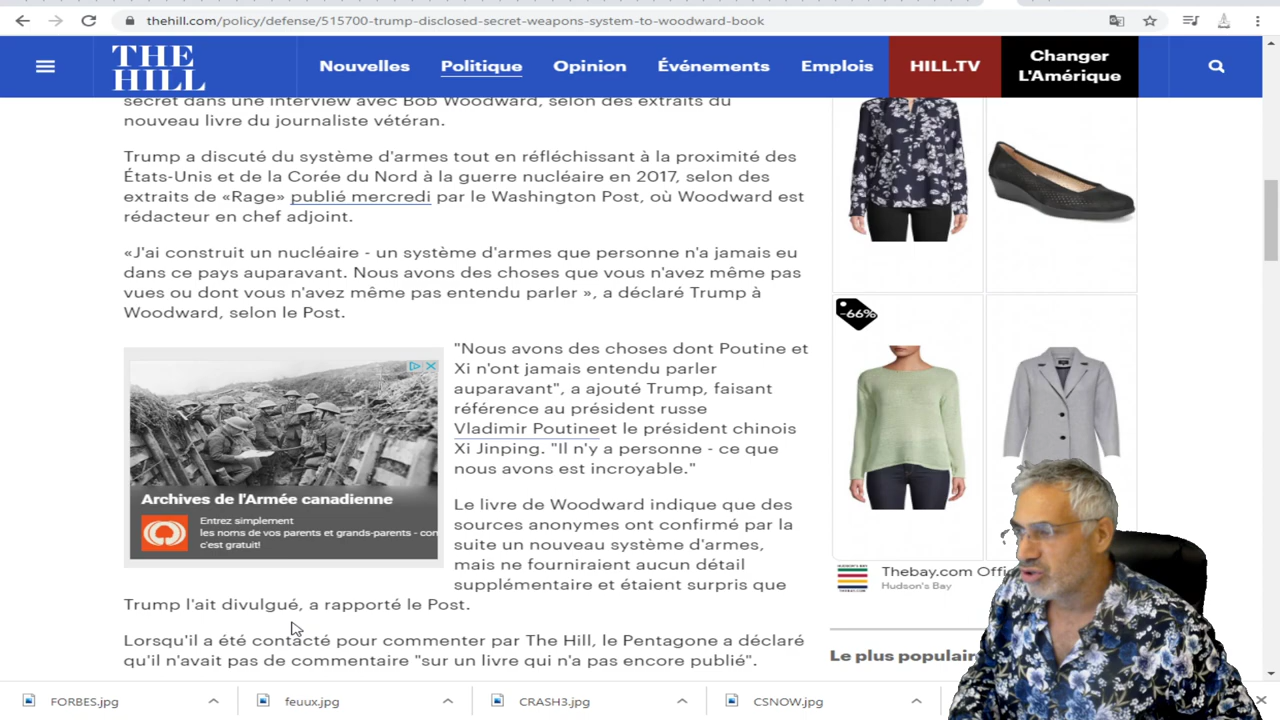 thehill.com/policy/defense/515700-trump-disclosed-secret-weapons-system-to-woodward-book
THE HILL
Nouvelles
Politique
Opinion
Événements
Emplois
HILL.TV
Changer
L'Amérique
secret dans une interview avec Bob Woodward, selon des extraits du
nouveau livre du journaliste vétéran.
Trump a discuté du système d'armes tout en réfléchissant à la proximité des
États-Unis et de la Corée du Nord à la guerre nucléaire en 2017, selon des
extraits de «Rage» publié mercredi par le Washington Post, où Woodward est
rédacteur en chef adjoint.
«J'ai construit un nucléaire - un système d'armes que personne n'a jamais eu
dans ce pays auparavant. Nous avons des choses que vous n'avez même pas
vues ou dont vous n'avez même pas entendu parler », a déclaré Trump à
Woodward, selon le Post.
"Nous avons des choses dont Poutine et
Xi n'ont jamais entendu parler
auparavant", a ajouté Trump, faisant
référence au président russe
Vladimir Poutineet le président chinois
Xi Jinping. "Il n'y a personne - ce que
nous avons est incroyable."
Le livre de Woodward indique que des
sources anonymes ont confirmé par la
suite un nouveau système d'armes,
mais ne fourniraient aucun détail
supplémentaire et étaient surpris que
Trump l'ait divulgué, a rapporté le Post.
Lorsqu'il a été contacté pour commenter par The Hill, le Pentagone a déclaré
qu'il n'avait pas de commentaire "sur un livre qui n'a pas encore publié".
Archives de l'Armée canadienne
Entrez simplement
les noms de vos parents et grands-parents - con
c'est gratuit!
-66%
Thebay.com Offi
Hudson's Bay
Le plus populair
FORBES.jpg
feuux.jpg
CRASH3.jpg
CSNOW.jpg